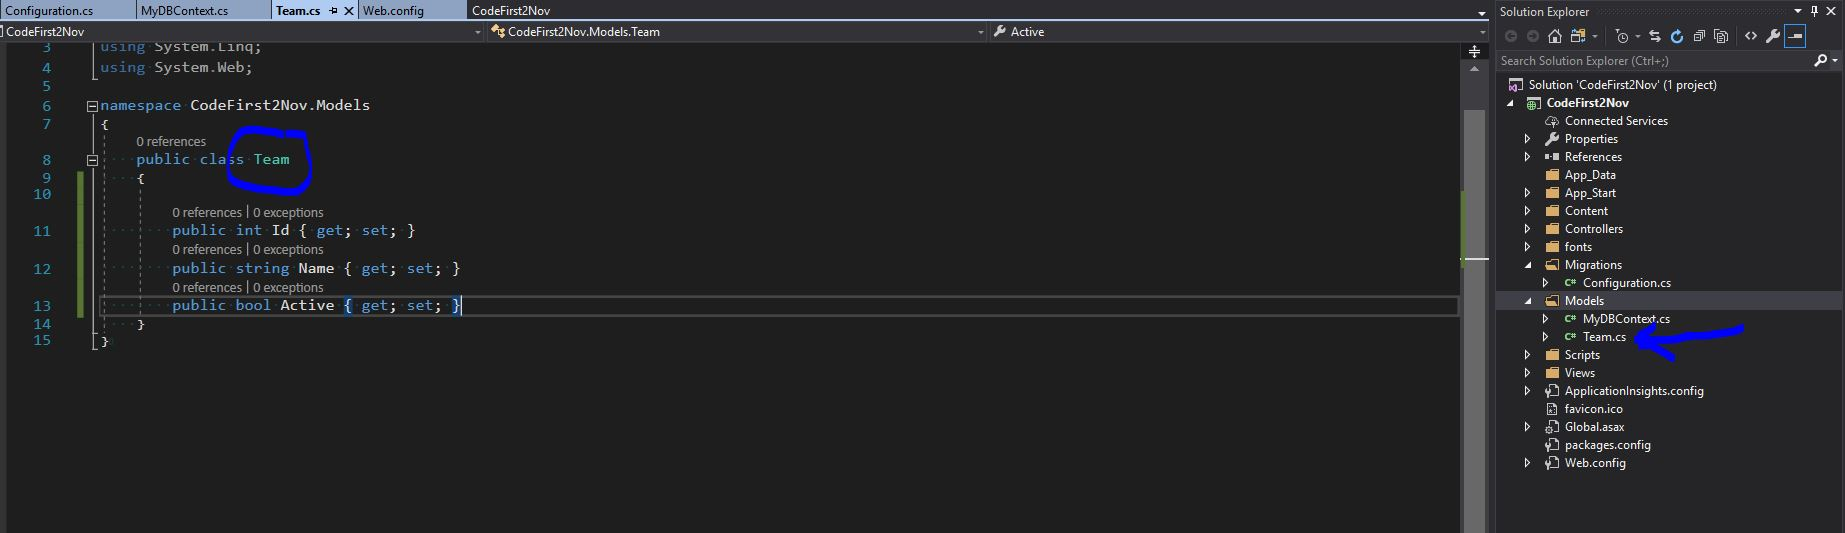 Configuration.cs MyDBContext.cs Team.cs Web.config CodeFirst2Nov
CodeFirst2Nov CodeFirst2Nov.Models.Team Active
3 using System.Linq;
4 using System.Web;
5
6 namespace CodeFirst2Nov.Models
7 {
0 references
8 public class Team
9 {
10
0 references | 0 exceptions
11 public int Id { get; set; }
0 references | 0 exceptions
12 public string Name { get; set; }
0 references | 0 exceptions
13 public bool Active { get; set; }
14 }
15 }
Solution Explorer
Search Solution Explorer (Ctrl+;)
Solution 'CodeFirst2Nov' (1 project)
CodeFirst2Nov
Connected Services
Properties
References
App_Data
App_Start
Content
Controllers
fonts
Migrations
C# Configuration.cs
Models
C# MyDBContext.cs
C# Team.cs
Scripts
Views
ApplicationInsights.config
favicon.ico
Global.asax
packages.config
Web.config